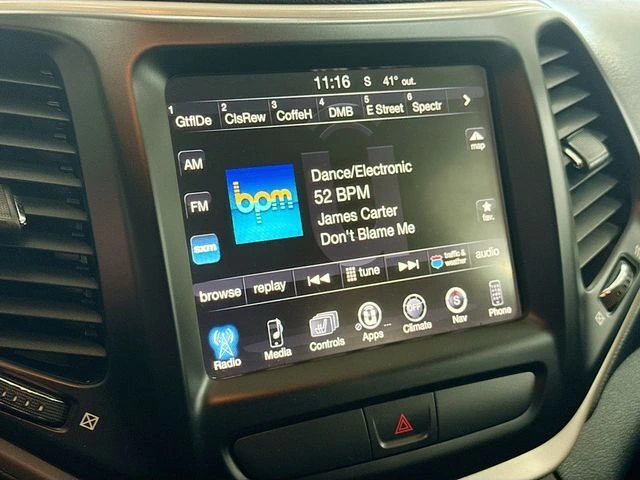 11:16 S 41° out.
1 GtflDe 2 ClsRew 3 CoffeH 4 DMB 5 E Street 6 Spectr
AM
FM
sxm
bpm
Dance/Electronic
52 BPM
James Carter
Don't Blame Me
map
fav.
browse replay tune traffic & weather audio
Radio Media Controls Apps... Climate Nav Phone
OFF
S